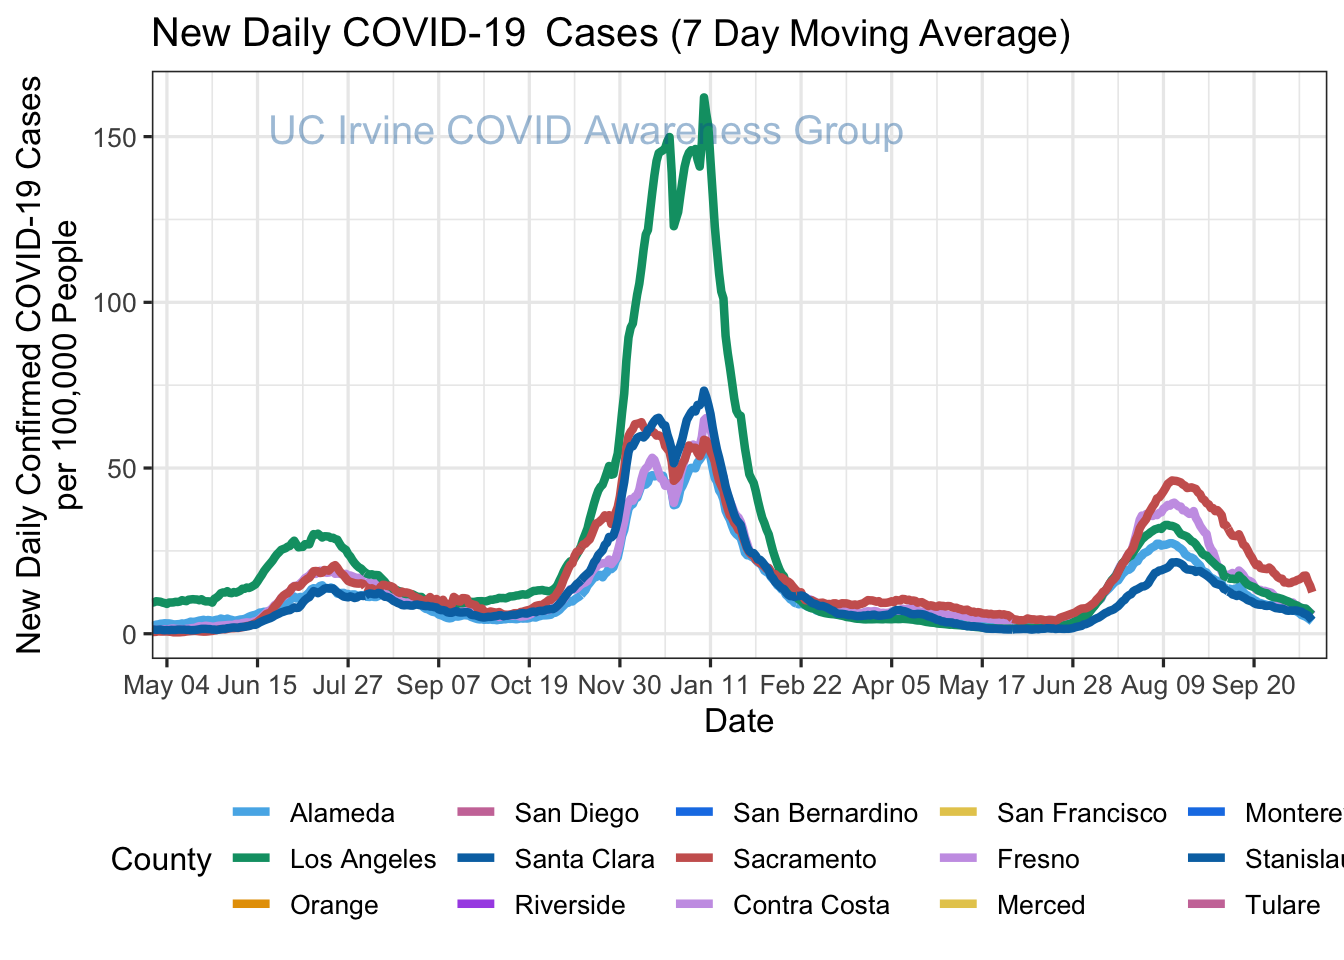 New Daily COVID-19 Cases (7 Day Moving Average)
UC Irvine COVID Awareness Group
New Daily Confirmed COVID-19 Cases
per 100,000 People
150
100
50
0
May 04 Jun 15 Jul 27 Sep 07 Oct 19 Nov 30 Jan 11 Feb 22 Apr 05 May 17 Jun 28 Aug 09 Sep 20
Date
County
Alameda San Diego San Bernardino San Francisco Montere
Los Angeles Santa Clara Sacramento Fresno Stanislau
Orange Riverside Contra Costa Merced Tulare